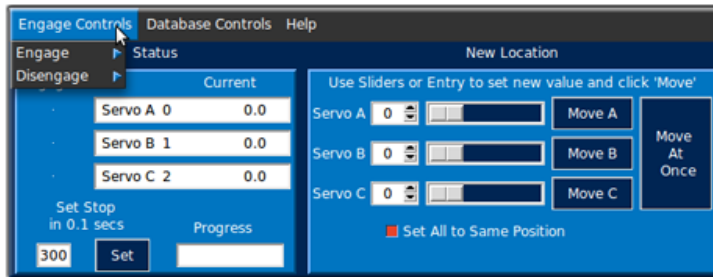 Engage Controls Database Controls Help
Engage
Disengage
Status
New Location
Current
Servo A 0 0.0
Servo B 1 0.0
Servo C 2 0.0
Set Stop
in 0.1 secs
Progress
300 Set
Use Sliders or Entry to set new value and click 'Move'
Servo A 0 Move A
Servo B 0 Move B
Servo C 0 Move C
Move
At
Once
Set All to Same Position